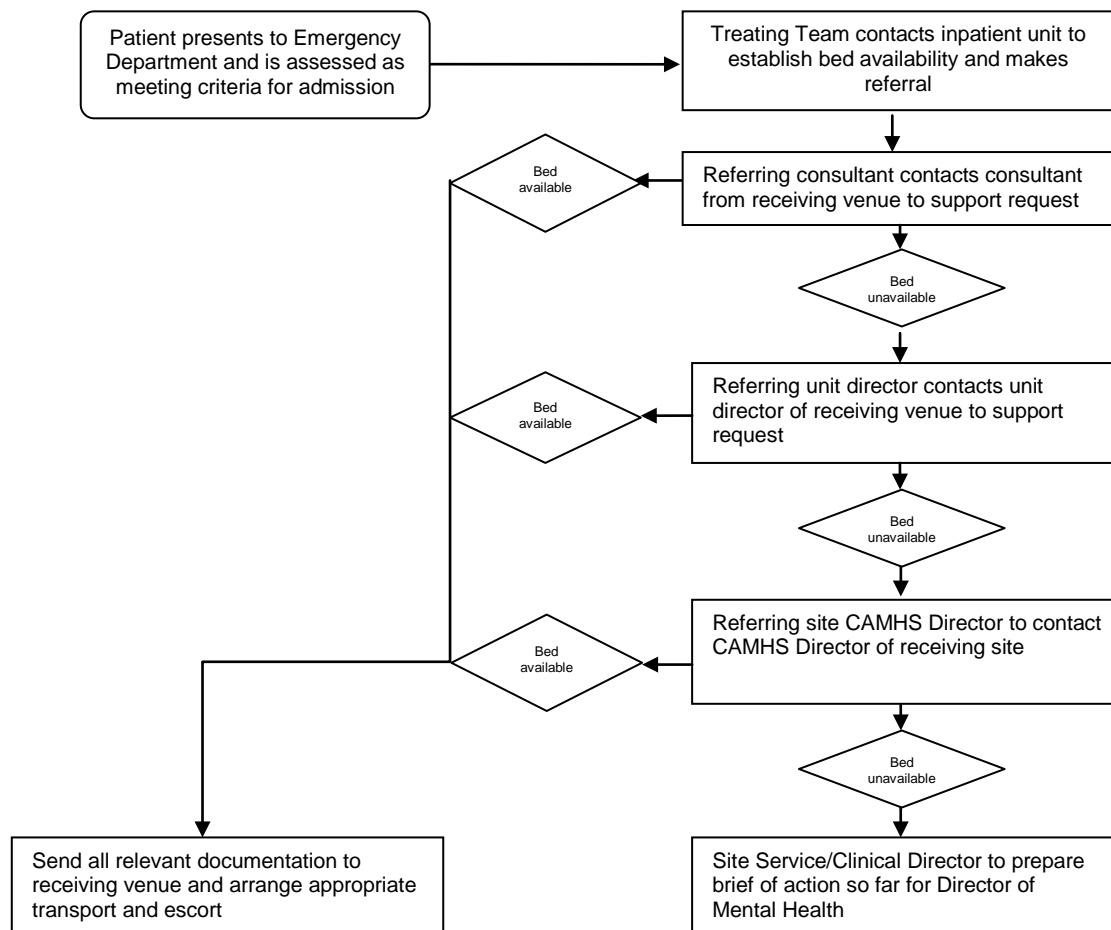 Patient presents to Emergency
Department and is assessed as
meeting criteria for admission
Treating Team contacts inpatient unit to
establish bed availability and makes
referral
Bed
available
Referring consultant contacts consultant
from receiving venue to support request
Bed
unavailable
Bed
available
Referring unit director contacts unit
director of receiving venue to support
request
Bed
unavailable
Bed
available
Referring site CAMHS Director to contact
CAMHS Director of receiving site
Bed
unavailable
Send all relevant documentation to
receiving venue and arrange appropriate
transport and escort
Site Service/Clinical Director to prepare
brief of action so far for Director of
Mental Health